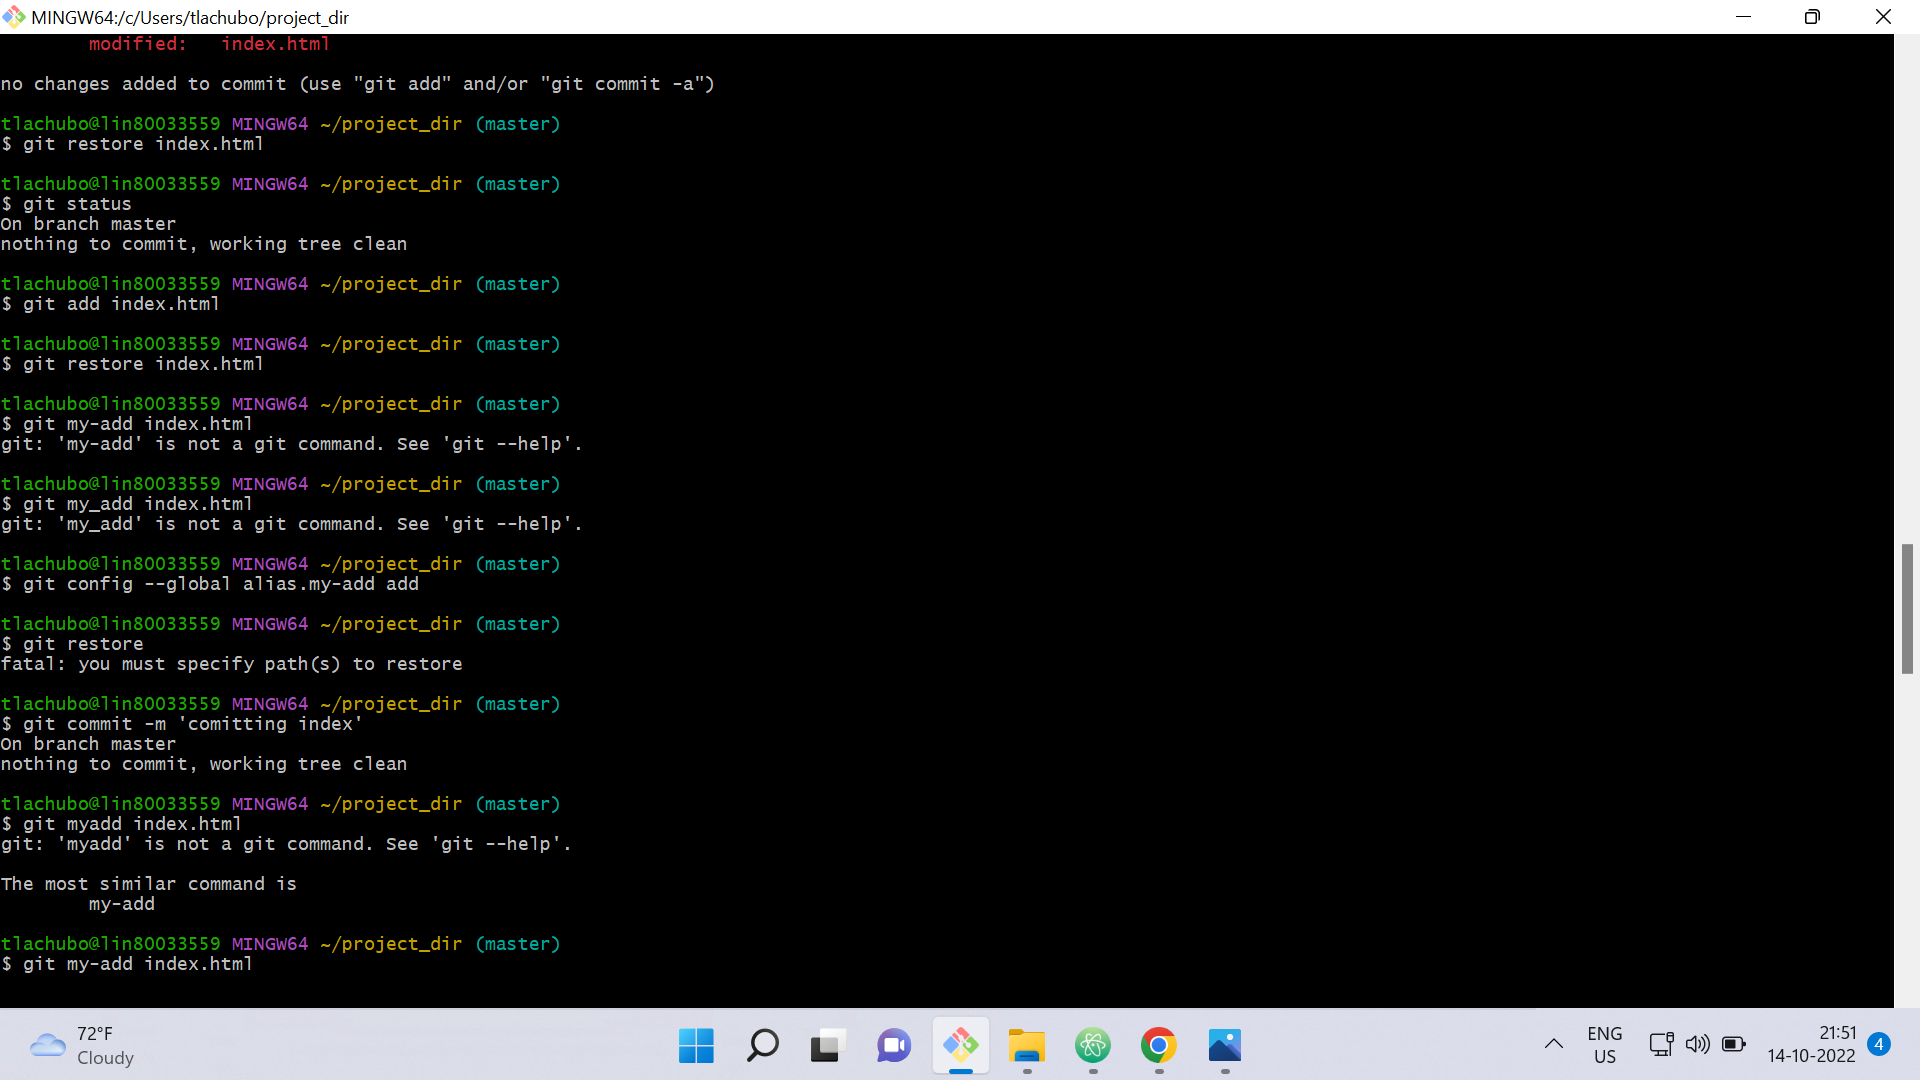 MINGW64:/c/Users/tlachubo/project_dir
modified:   index.html
no changes added to commit (use "git add" and/or "git commit -a")
tlachubo@lin80033559 MINGW64 ~/project_dir (master)
$ git restore index.html
tlachubo@lin80033559 MINGW64 ~/project_dir (master)
$ git status
On branch master
nothing to commit, working tree clean
tlachubo@lin80033559 MINGW64 ~/project_dir (master)
$ git add index.html
tlachubo@lin80033559 MINGW64 ~/project_dir (master)
$ git restore index.html
tlachubo@lin80033559 MINGW64 ~/project_dir (master)
$ git my-add index.html
git: 'my-add' is not a git command. See 'git --help'.
tlachubo@lin80033559 MINGW64 ~/project_dir (master)
$ git my_add index.html
git: 'my_add' is not a git command. See 'git --help'.
tlachubo@lin80033559 MINGW64 ~/project_dir (master)
$ git config --global alias.my-add add
tlachubo@lin80033559 MINGW64 ~/project_dir (master)
$ git restore
fatal: you must specify path(s) to restore
tlachubo@lin80033559 MINGW64 ~/project_dir (master)
$ git commit -m 'comitting index'
On branch master
nothing to commit, working tree clean
tlachubo@lin80033559 MINGW64 ~/project_dir (master)
$ git myadd index.html
git: 'myadd' is not a git command. See 'git --help'.
The most similar command is
my-add
tlachubo@lin80033559 MINGW64 ~/project_dir (master)
$ git my-add index.html
72°F
Cloudy
ENG
US
21:51
14-10-2022
4